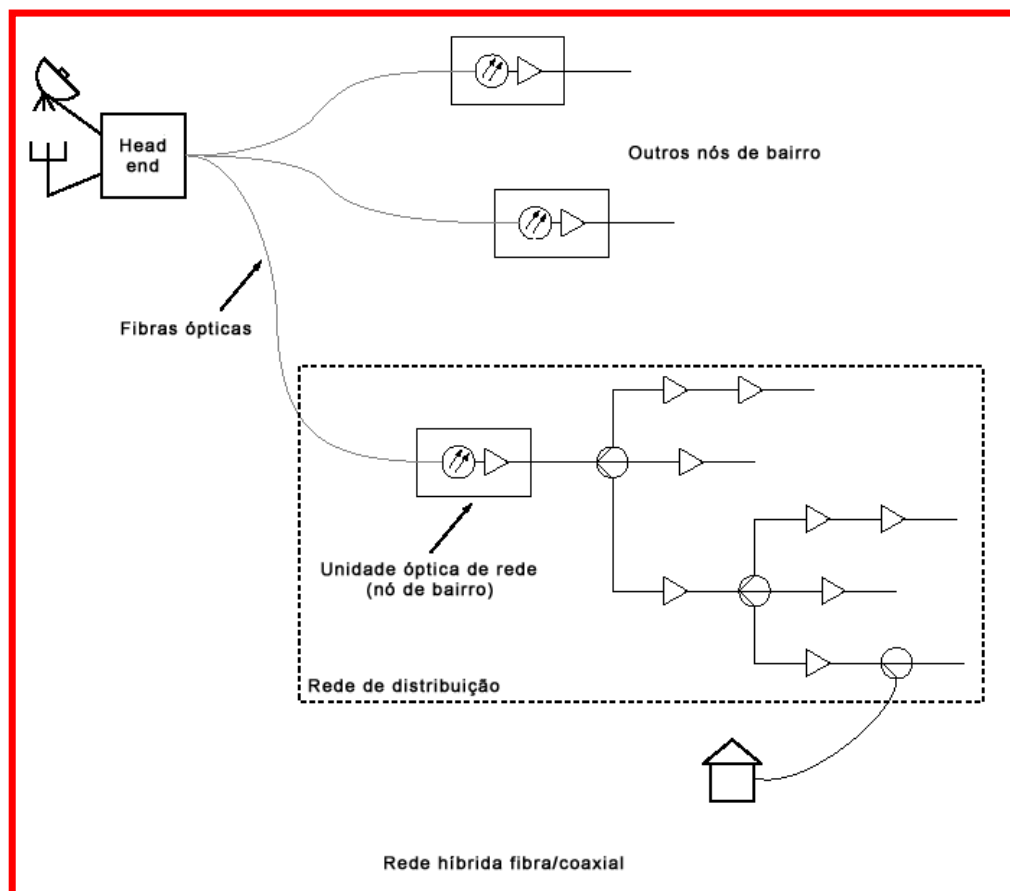 Head
end
Outros nós de bairro
Fibras ópticas
Unidade óptica de rede
(nó de bairro)
Rede de distribuição
Rede híbrida fibra/coaxial